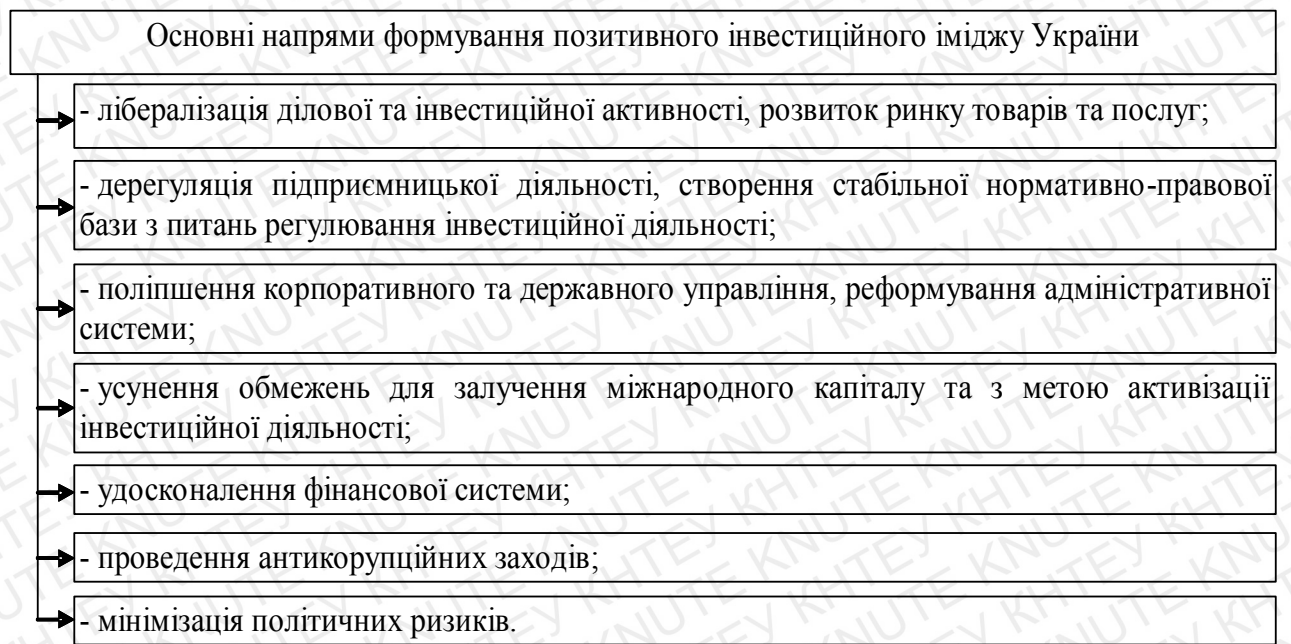 Основні напрями формування позитивного інвестиційного іміджу України
- лібералізація ділової та інвестиційної активності, розвиток ринку товарів та послуг;
- дерегуляція підприємницької діяльності, створення стабільної нормативно-правової
бази з питань регулювання інвестиційної діяльності;
- поліпшення корпоративного та державного управління, реформування адміністративної
системи;
- усунення обмежень для залучення міжнародного капіталу та з метою активізації
інвестиційної діяльності;
- удосконалення фінансової системи;
- проведення антикорупційних заходів;
- мінімізація політичних ризиків.